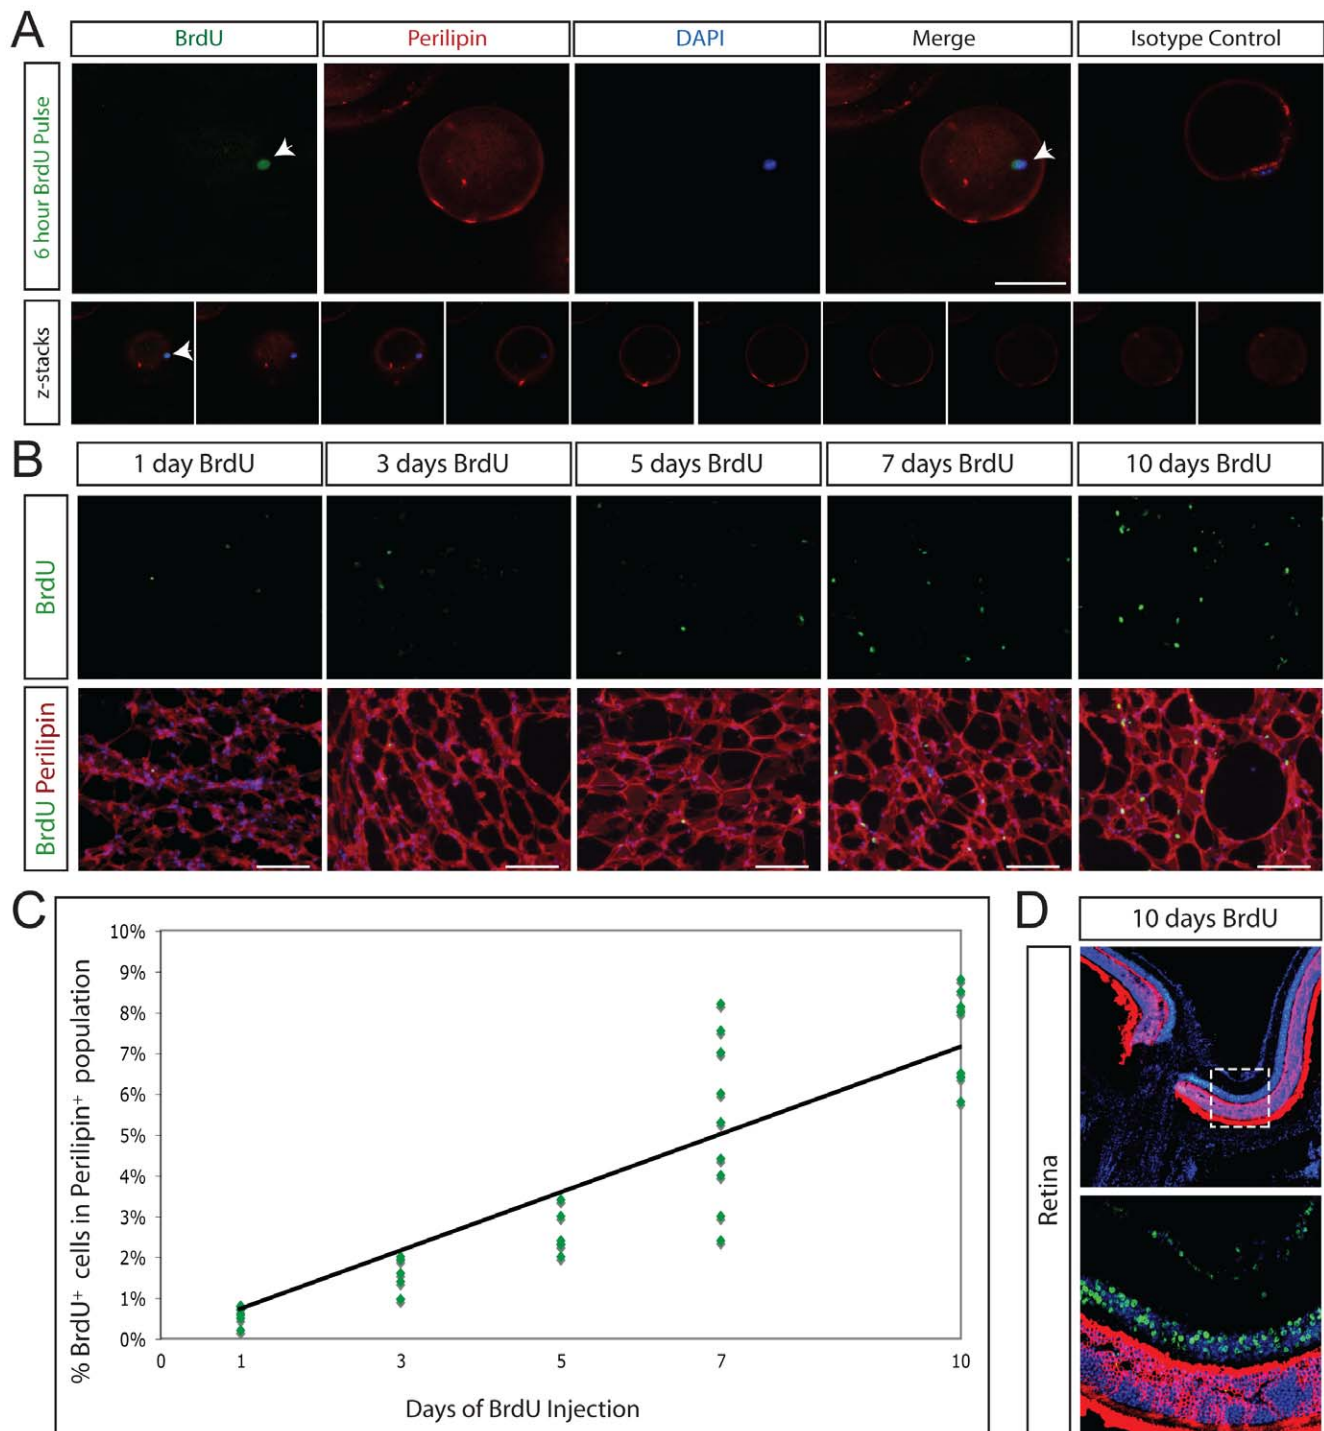 A
BrdU
Perilipin
DAPI
Merge
Isotype Control
6 hour BrdU Pulse
z-stacks
B
1 day BrdU
3 days BrdU
5 days BrdU
7 days BrdU
10 days BrdU
BrdU
BrdU Perilipin
C
10%
9%
8%
7%
6%
5%
4%
3%
2%
1%
0%
% BrdU⁺ cells in Perilipin⁺ population
0 1 3 5 7 10
Days of BrdU Injection
D
10 days BrdU
Retina